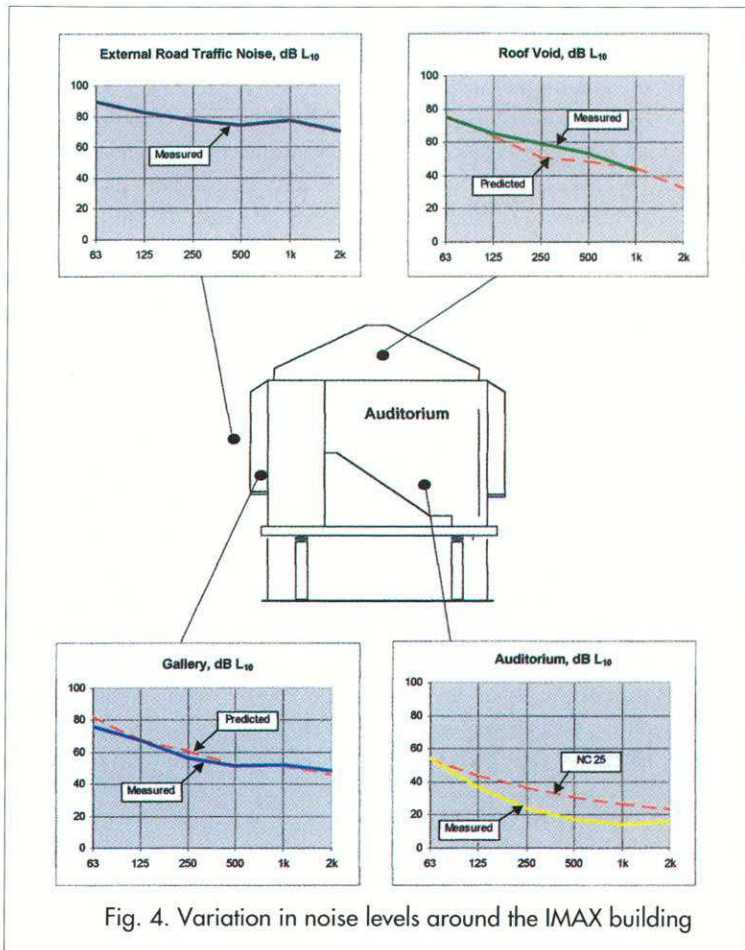 External Road Traffic Noise, dB L₁₀
100
80
60
40
20
0
Measured
63 125 250 500 1k 2k
Roof Void, dB L₁₀
100
80
60
40
20
0
Measured
Predicted
63 125 250 500 1k 2k
Auditorium
Gallery, dB L₁₀
100
80
60
40
20
0
Predicted
Measured
63 125 250 500 1k 2k
Auditorium, dB L₁₀
100
80
60
40
20
0
NC 25
Measured
63 125 250 500 1k 2k
Fig. 4. Variation in noise levels around the IMAX building